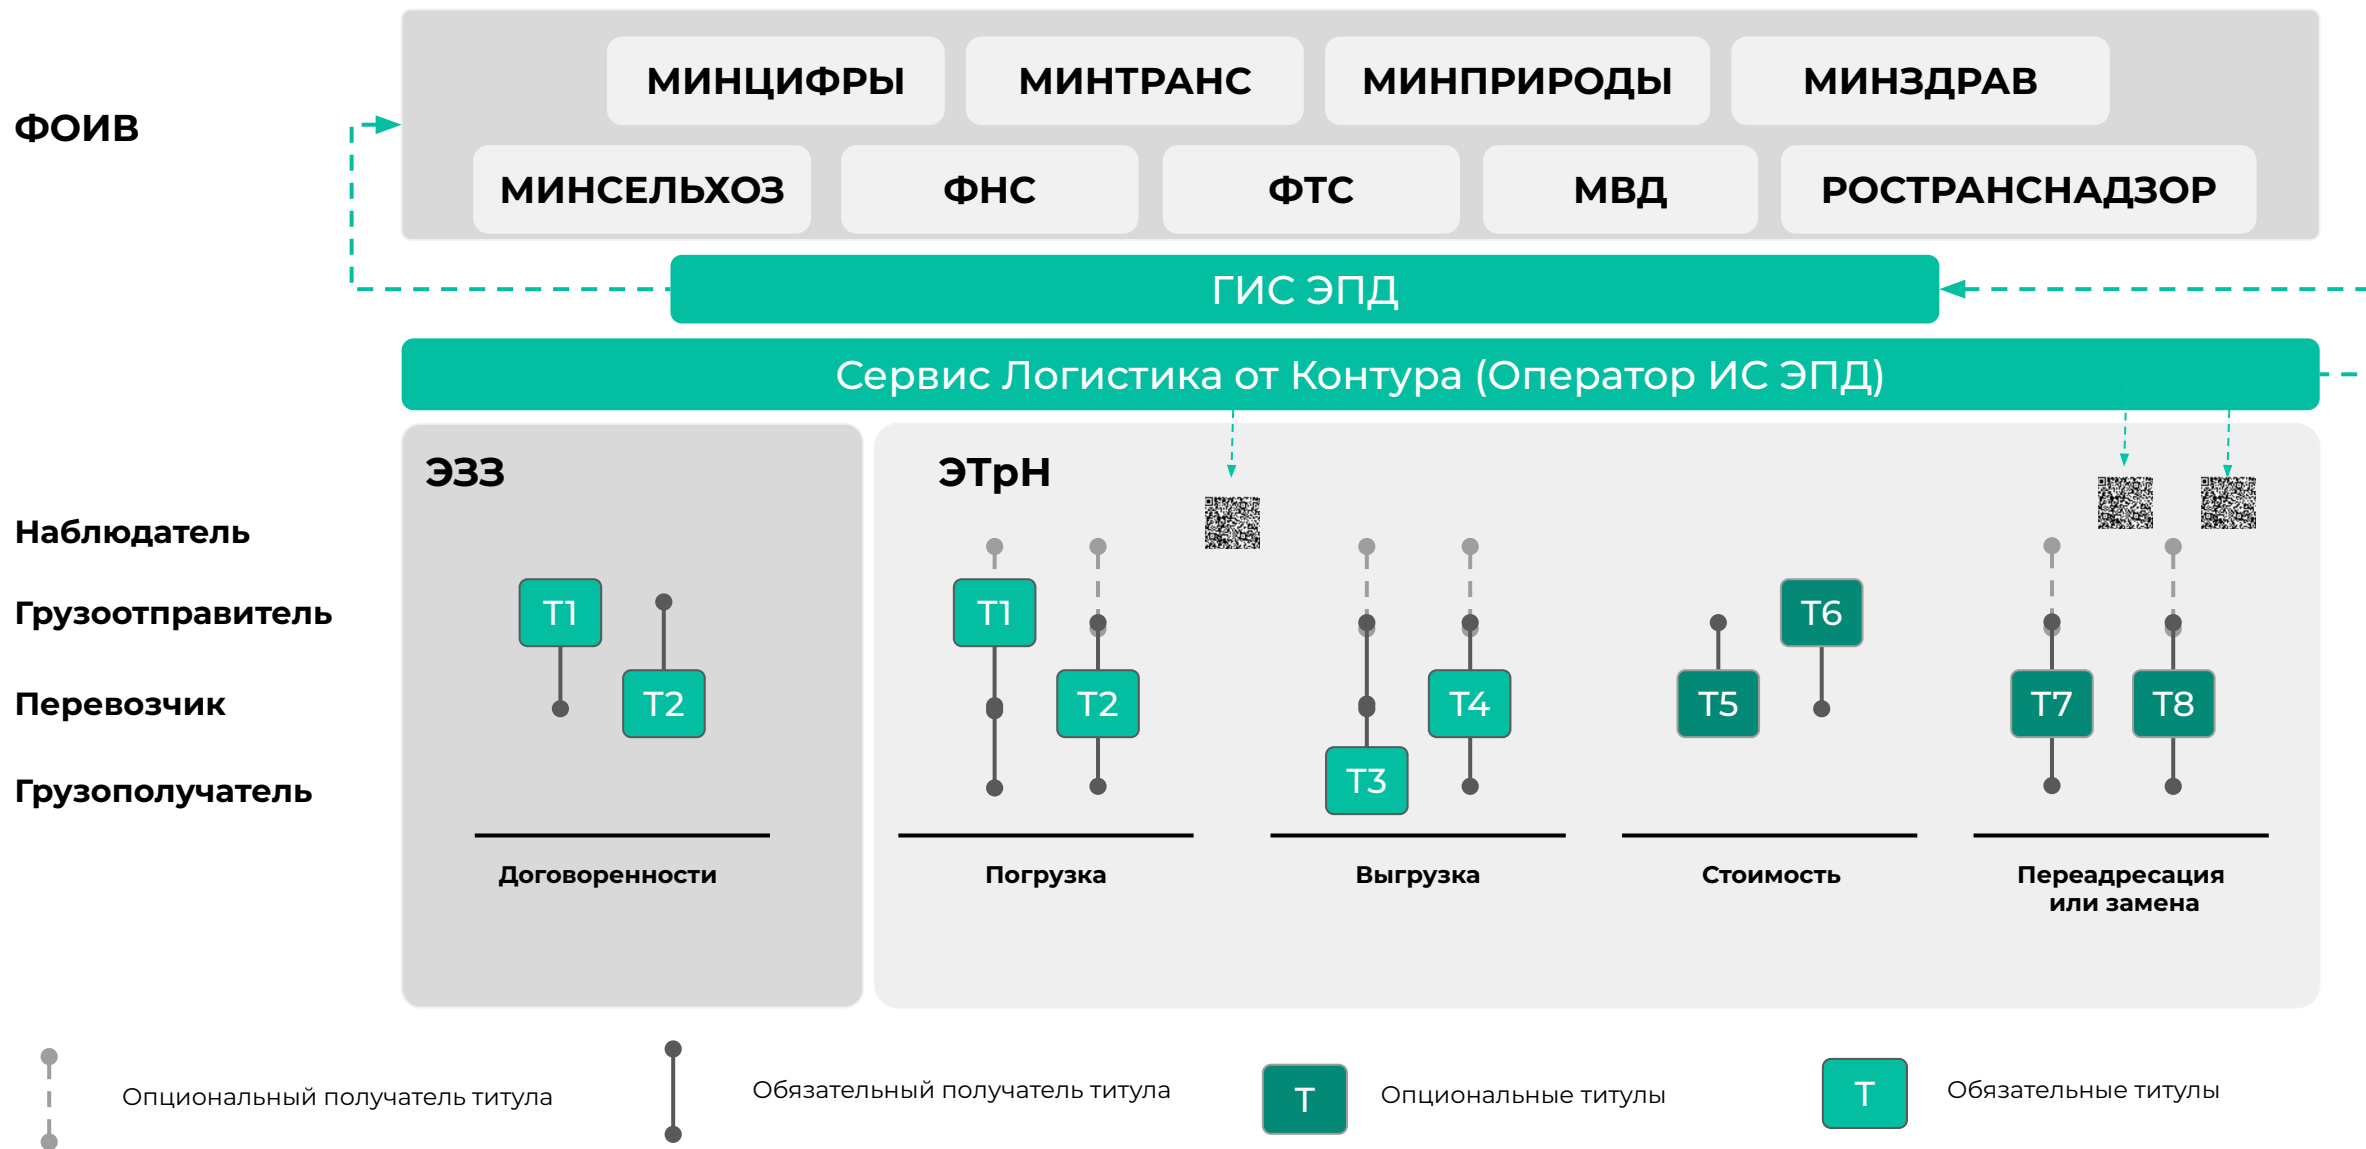 ФОИВ
МИНЦИФРЫ
МИНТРАНС
МИНПРИРОДЫ
МИНЗДРАВ
МИНСЕЛЬХОЗ
ФНС
ФТС
МВД
РОСТРАНСНАДЗОР
ГИС ЭПД
Сервис Логистика от Контура (Оператор ИС ЭПД)
ЭЗЗ
ЭТрН
Наблюдатель
Грузоотправитель
Перевозчик
Грузополучатель
Т1
Т2
Т1
Т2
Т3
Т4
Т5
Т6
Т7
Т8
Договоренности
Погрузка
Выгрузка
Стоимость
Переадресация
или замена
Опциональный получатель титула
Обязательный получатель титула
Т
Опциональные титулы
Т
Обязательные титулы